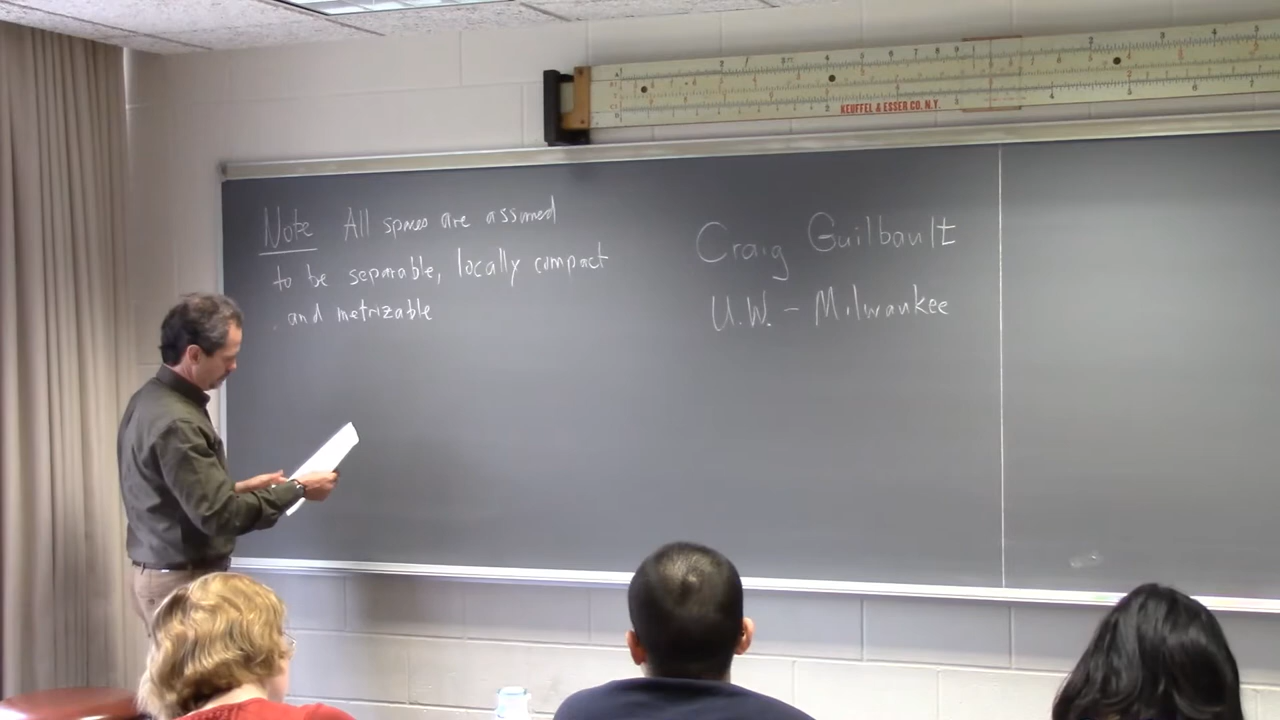 KEUFFEL & ESSER CO. N.Y.
Note All spaces are assumed
to be separable, locally compact
and metrizable
Craig Guilbault
U.W. - Milwaukee